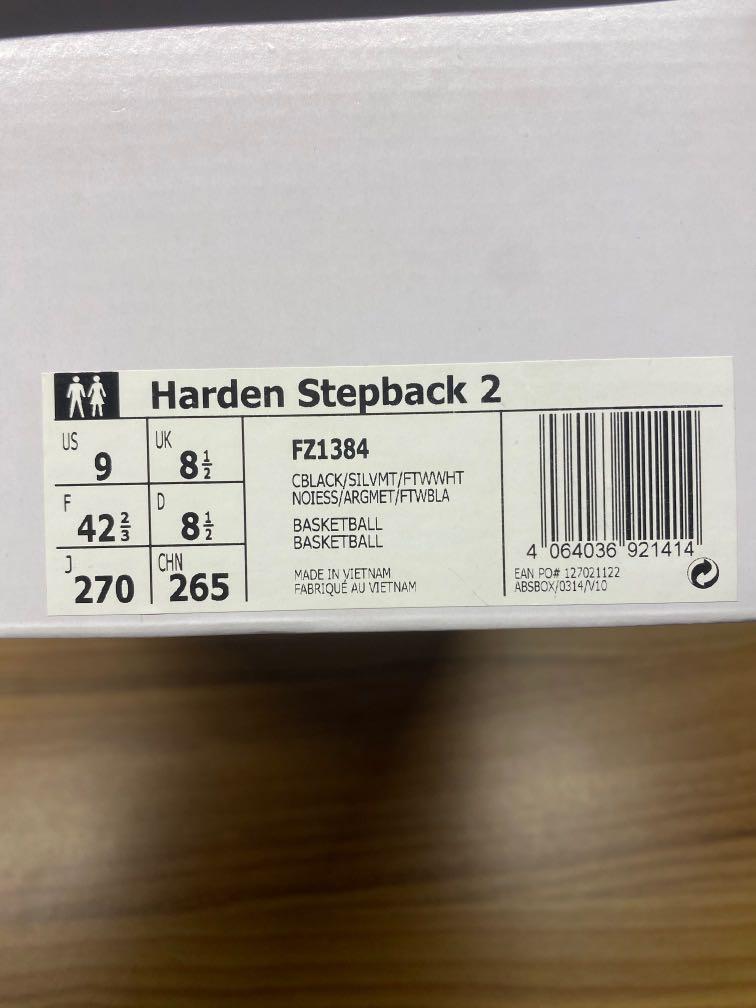 Harden Stepback 2
US 9 UK 8½
F 42⅔ D 8½
J 270 CHN 265
FZ1384
CBLACK/SILVMT/FTWWHT
NOIESS/ARGMET/FTWBLA
BASKETBALL
BASKETBALL
MADE IN VIETNAM
FABRIQUÉ AU VIETNAM
4 064036 921414
EAN PO# 127021122
ABSBOX/0314/V10